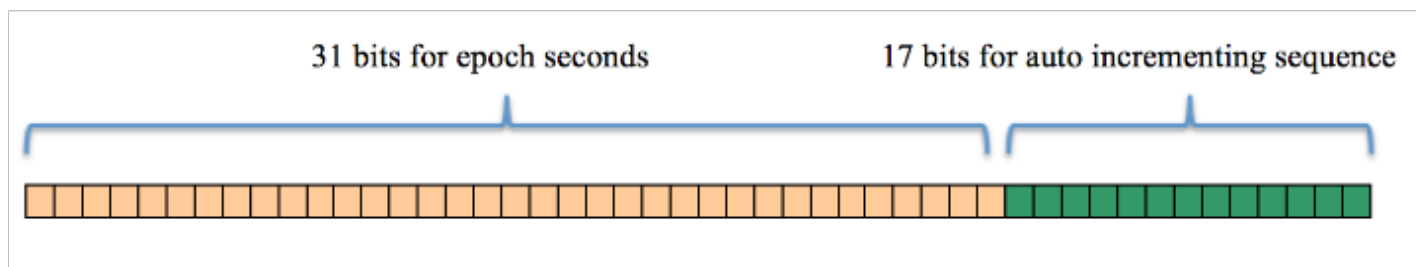 31 bits for epoch seconds
17 bits for auto incrementing sequence